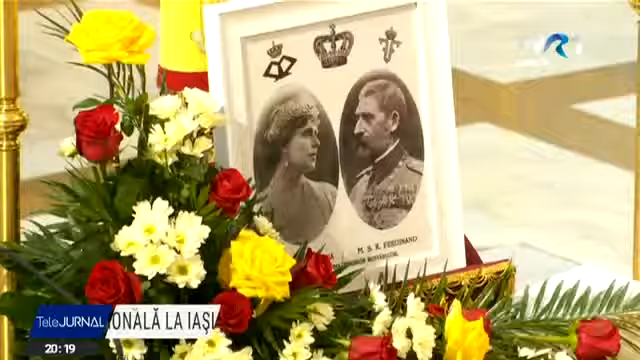 M. S. R. FERDINAND
TeleJURNAL
ONALĂ LA IAȘI
20:19